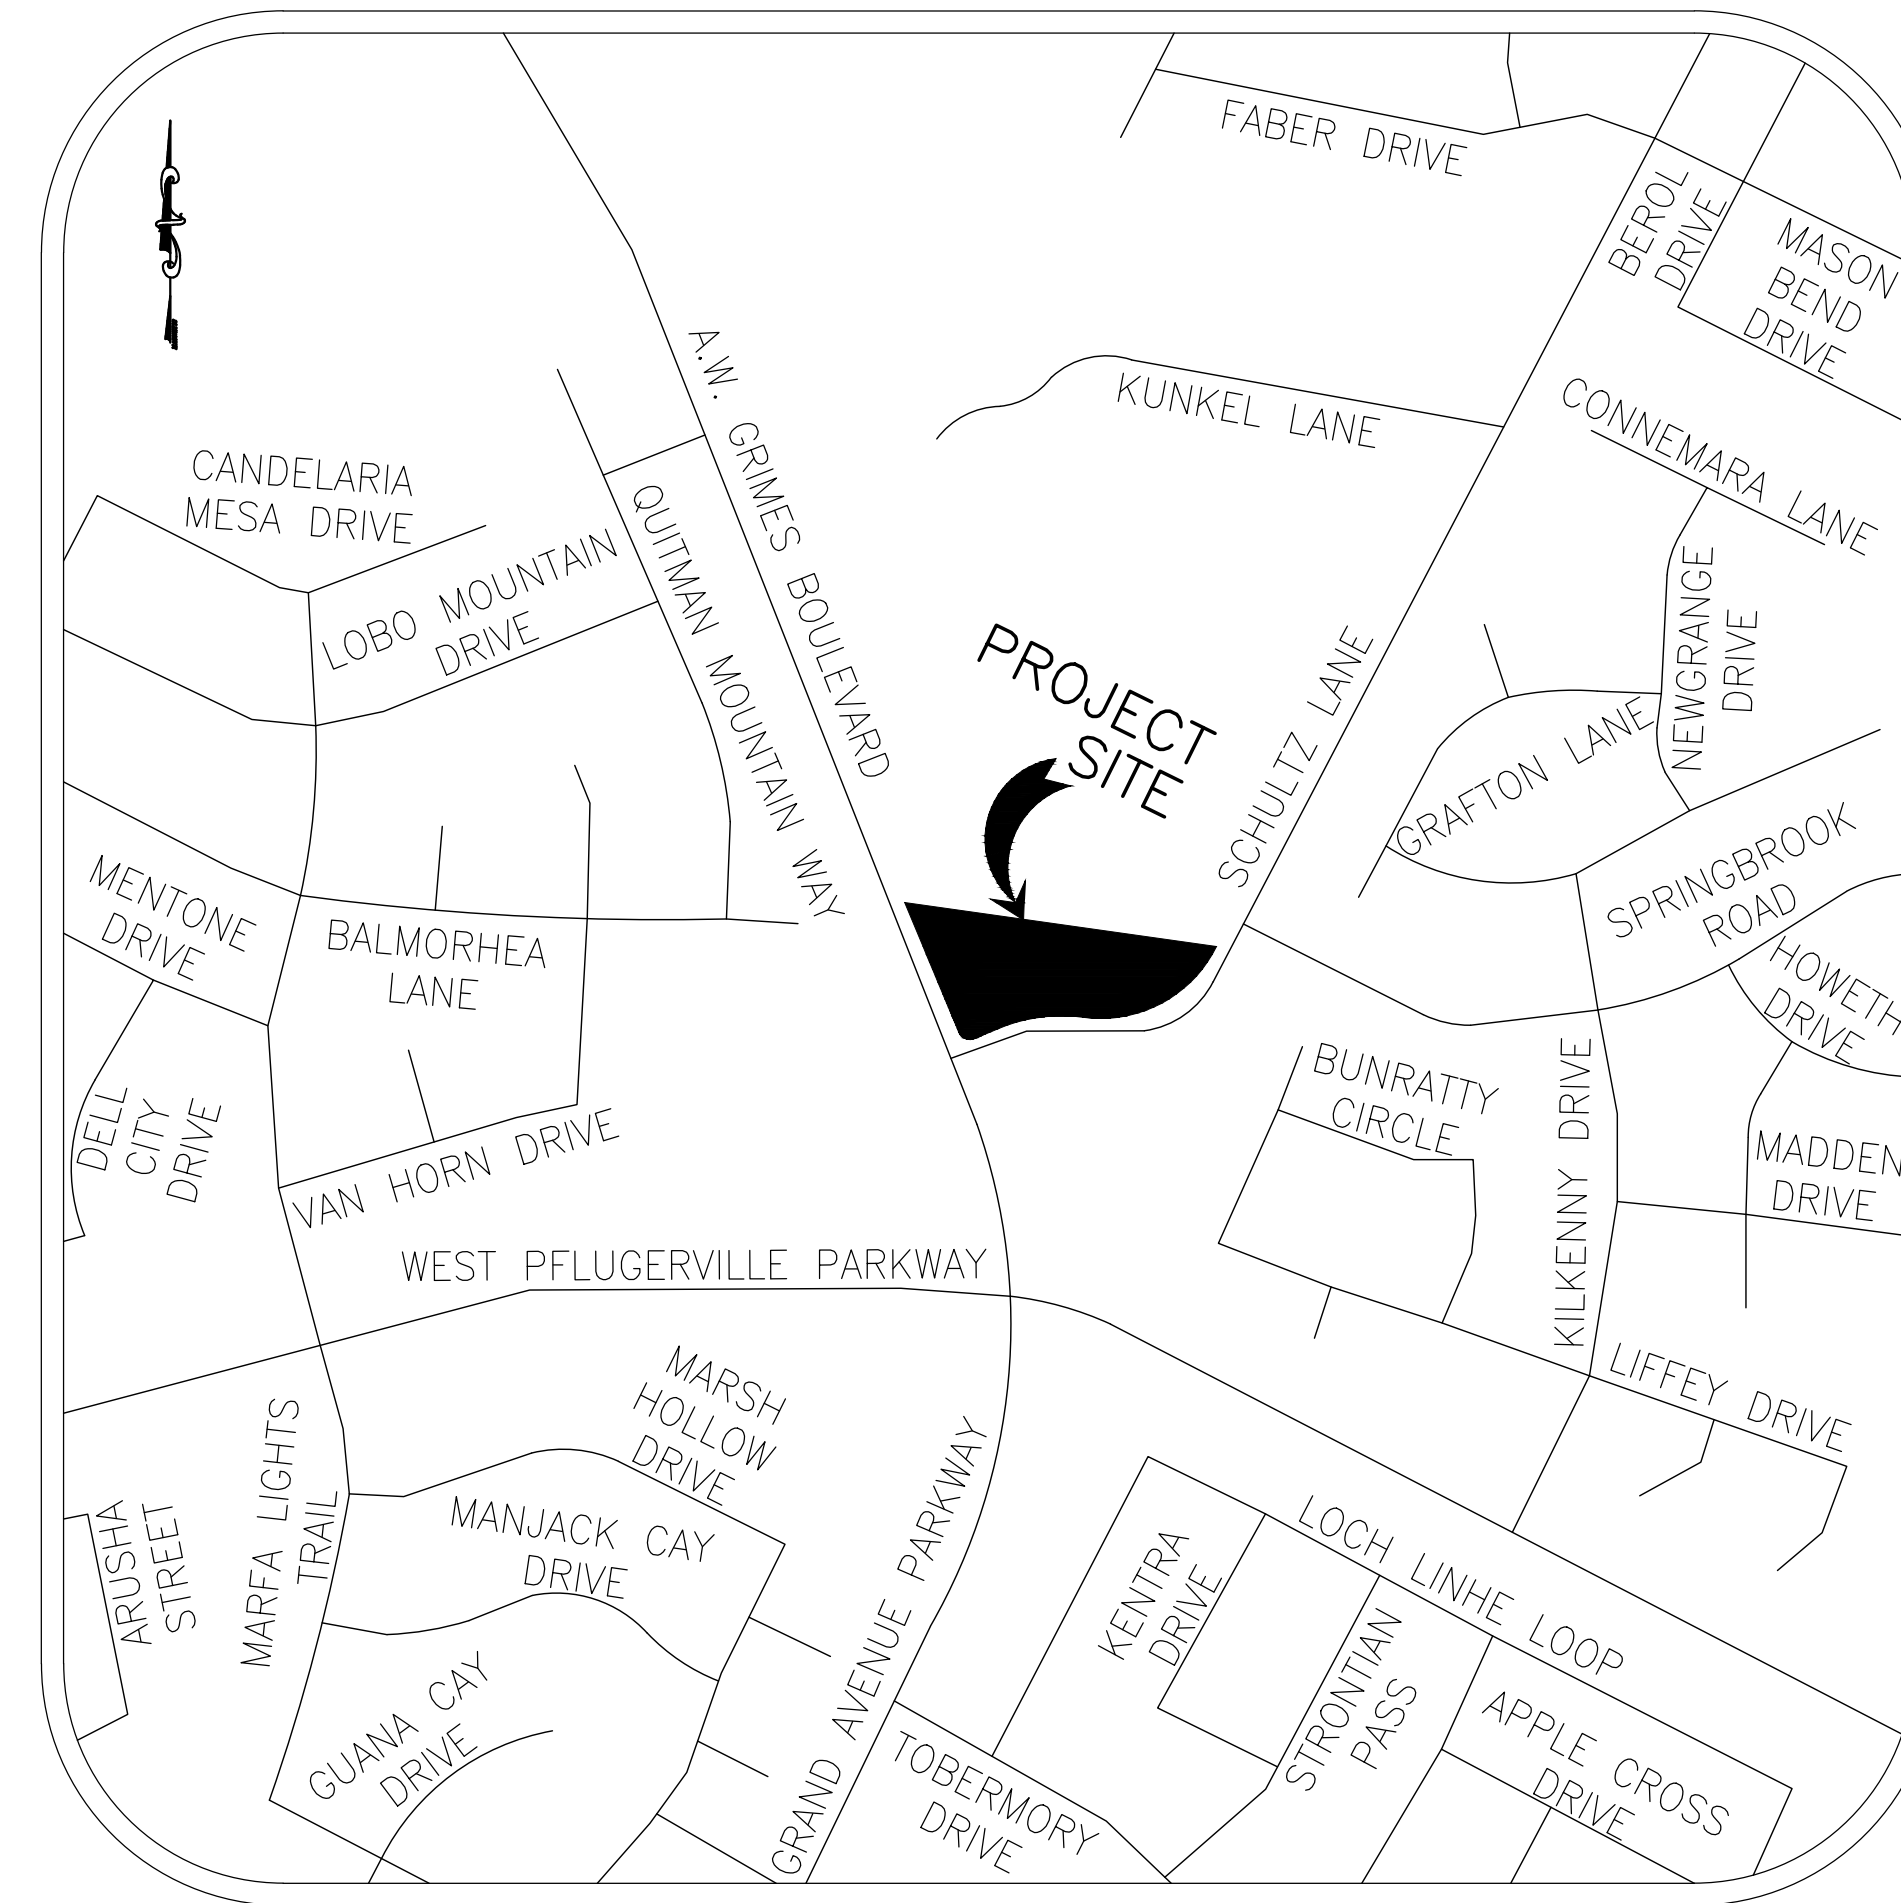 FABER DRIVE
BEROL
DRIVE
MASON
BEND
DRIVE
A.W. GRIMES BOULEVARD
KUNKEL LANE
CONNEMARA LANE
CANDELARIA
MESA DRIVE
LOBO MOUNTAIN
DRIVE
QUITMAN MOUNTAIN WAY
PROJECT
SITE
SCHULTZ LANE
NEWGRANGE
DRIVE
GRAFTON LANE
SPRINGBROOK
ROAD
HOWETH
DRIVE
MENTONE
DRIVE
BALMORHEA
LANE
DELL
CITY
DRIVE
VAN HORN DRIVE
BUNRATTY
CIRCLE
KILKENNY DRIVE
MADDEN
DRIVE
WEST PFLUGERVILLE PARKWAY
LIFFEY DRIVE
MARSH
HOLLOW
DRIVE
MARFA LIGHTS
TRAIL
ARUSHA
STREET
MANJACK CAY
DRIVE
GUANA CAY
DRIVE
GRAND AVENUE PARKWAY
KENTRA
DRIVE
LOCH LINHE LOOP
STRONTIAN
PASS
APPLE CROSS
DRIVE
TOBERMORY
DRIVE